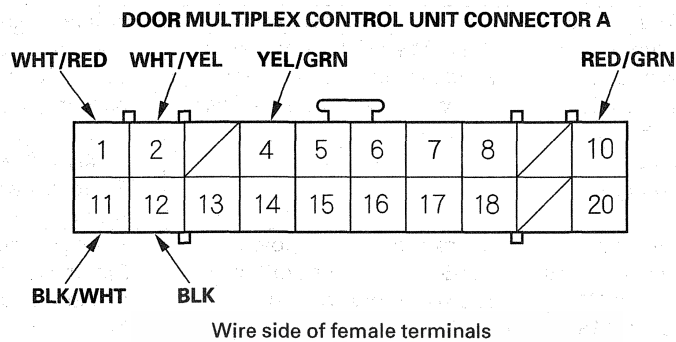 DOOR MULTIPLEX CONTROL UNIT CONNECTOR A
WHT/RED WHT/YEL YEL/GRN RED/GRN
1 2 4 5 6 7 8 10
11 12 13 14 15 16 17 18 20
BLK/WHT BLK
Wire side of female terminals